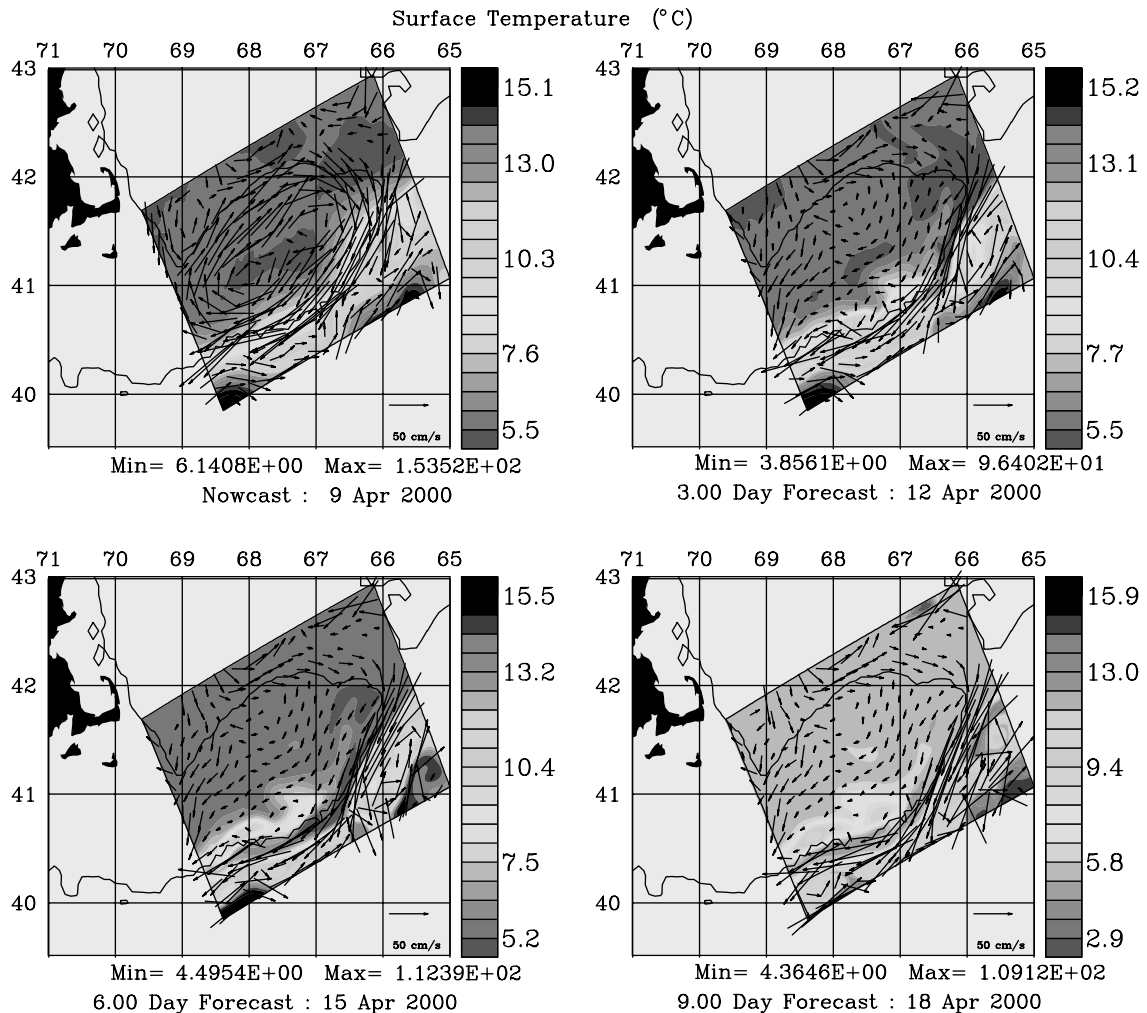 Surface Temperature (°C)
71 70 69 68 67 66 65
43
42
41
40
15.1
13.0
10.3
7.6
5.5
50 cm/s
Min= 6.1408E+00 Max= 1.5352E+02
Nowcast : 9 Apr 2000
71 70 69 68 67 66 65
43
42
41
40
15.2
13.1
10.4
7.7
5.5
50 cm/s
Min= 3.8561E+00 Max= 9.6402E+01
3.00 Day Forecast : 12 Apr 2000
71 70 69 68 67 66 65
43
42
41
40
15.5
13.2
10.4
7.5
5.2
50 cm/s
Min= 4.4954E+00 Max= 1.1239E+02
6.00 Day Forecast : 15 Apr 2000
71 70 69 68 67 66 65
43
42
41
40
15.9
13.0
9.4
5.8
2.9
50 cm/s
Min= 4.3646E+00 Max= 1.0912E+02
9.00 Day Forecast : 18 Apr 2000